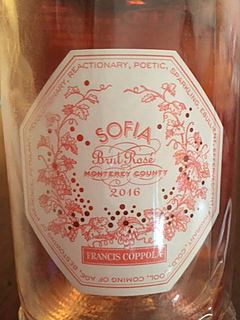 REACTIONARY, POETIC, SPARKLING,
SOFIA
Brut Rosé
MONTEREY COUNTY
2016
FRANCIS COPPOLA
COOL, COMING OF AGE,